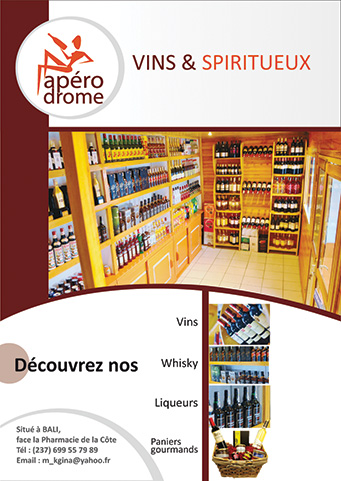 apéro
drome
VINS & SPIRITUEUX
Découvrez nos
Vins
Whisky
Liqueurs
Paniers
gourmands
Situé à BALI,
face la Pharmacie de la Côte
Tél : (237) 699 55 79 89
Email : m_kgina@yahoo.fr